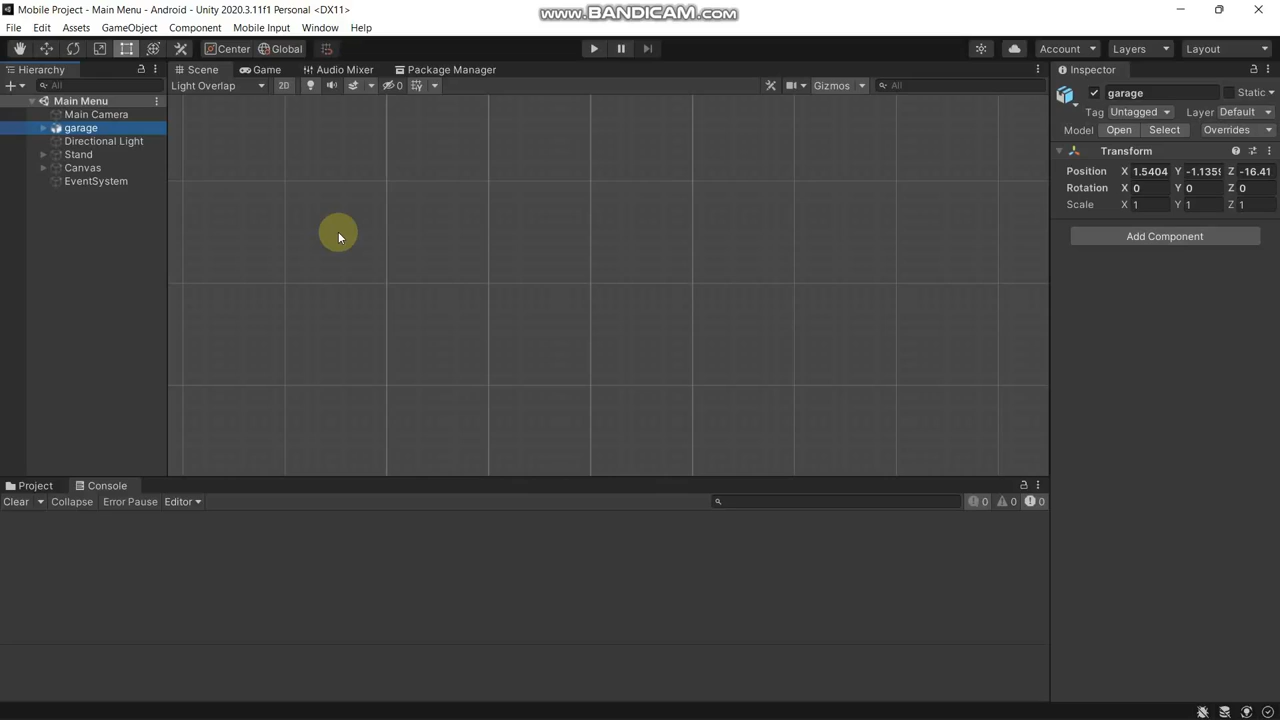 Mobile Project - Main Menu - Android - Unity 2020.3.11f1 Personal <DX11>
www.BANDICAM.com
File Edit Assets GameObject Component Mobile Input Window Help
Center Global Account Layers Layout
Hierarchy Scene Game Audio Mixer Package Manager Inspector
All Light Overlap 2D 0 Gizmos All garage Static
Main Menu
Main Camera Tag Untagged Layer Default
garage Model Open Select Overrides
Directional Light
Stand Transform
Canvas Position X 1.5404 Y -1.135 Z -16.41
EventSystem Rotation X 0 Y 0 Z 0
Scale X 1 Y 1 Z 1
Add Component
Project Console
Clear Collapse Error Pause Editor 0 0 0